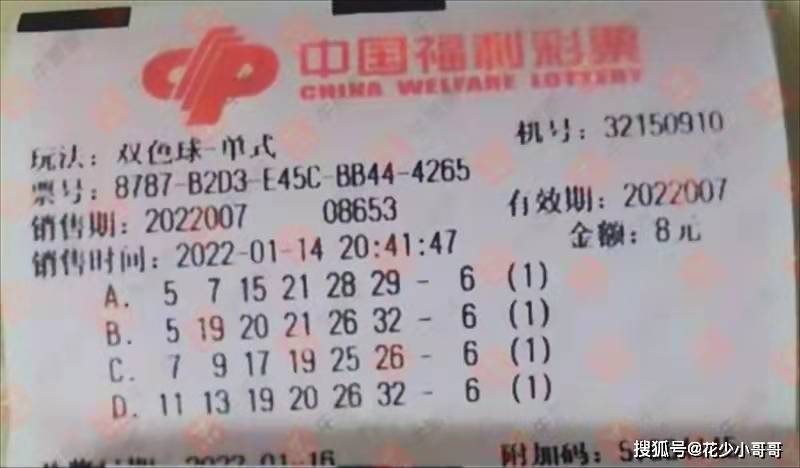 中国福利彩票
CHINA WELFARE LOTTERY
玩法：双色球-单式 机号：32150910
票号：8787-B2D3-E45C-BB44-4265
销售期：2022007 08653 有效期：2022007
销售时间：2022-01-14 20:41:47 金额：8元
A. 5 7 15 21 28 29 - 6 (1)
B. 5 19 20 21 26 32 - 6 (1)
C. 7 9 17 19 25 26 - 6 (1)
D. 11 13 19 20 26 32 - 6 (1)
2022-01-16 附加码：
搜狐号@花少小哥哥